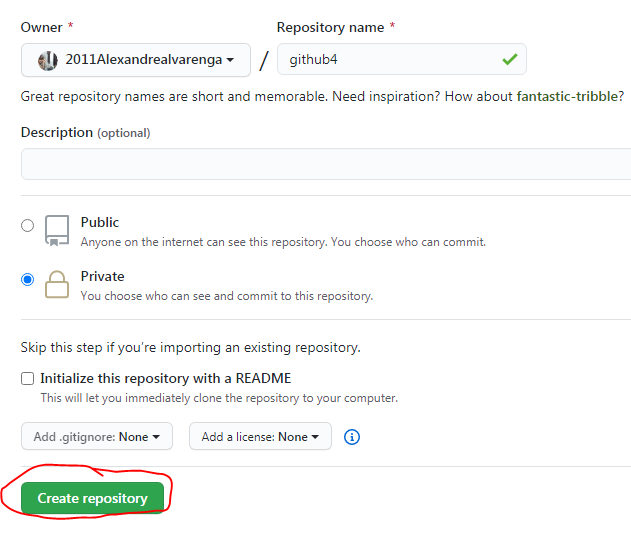 Owner * Repository name *
2011Alexandrealvarenga / github4
Great repository names are short and memorable. Need inspiration? How about fantastic-tribble?
Description (optional)
Public
Anyone on the internet can see this repository. You choose who can commit.
Private
You choose who can see and commit to this repository.
Skip this step if you're importing an existing repository.
Initialize this repository with a README
This will let you immediately clone the repository to your computer.
Add .gitignore: None Add a license: None
Create repository